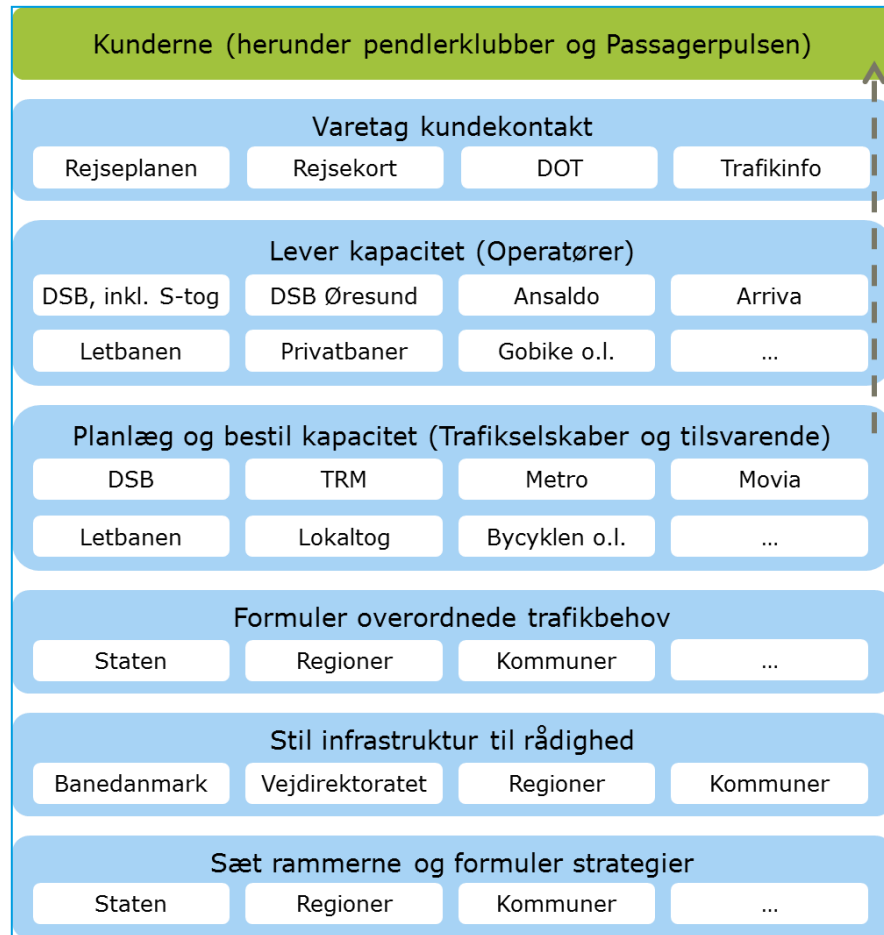 Kunderne (herunder pendlerklubber og Passagerpulsen)
Varetag kundekontakt
Rejseplanen Rejsekort DOT Trafikinfo
Lever kapacitet (Operatører)
DSB, inkl. S-tog DSB Øresund Ansaldo Arriva
Letbanen Privatbaner Gobike o.l. ...
Planlæg og bestil kapacitet (Trafikselskaber og tilsvarende)
DSB TRM Metro Movia
Letbanen Lokaltog Bycyklen o.l. ...
Formuler overordnede trafikbehov
Staten Regioner Kommuner ...
Stil infrastruktur til rådighed
Banedanmark Vejdirektoratet Regioner Kommuner
Sæt rammerne og formuler strategier
Staten Regioner Kommuner ...